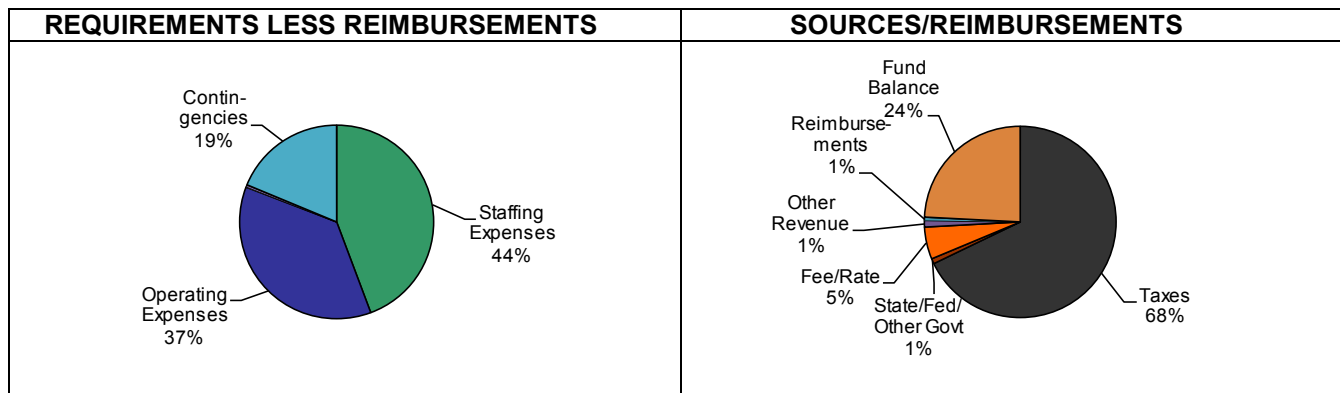 REQUIREMENTS LESS REIMBURSEMENTS
Contin-
gencies
19%
Staffing
Expenses
44%
Operating
Expenses
37%
SOURCES/REIMBURSEMENTS
Fund
Balance
24%
Reimburse-
ments
1%
Other
Revenue
1%
Fee/Rate
5%
State/Fed/
Other Govt
1%
Taxes
68%